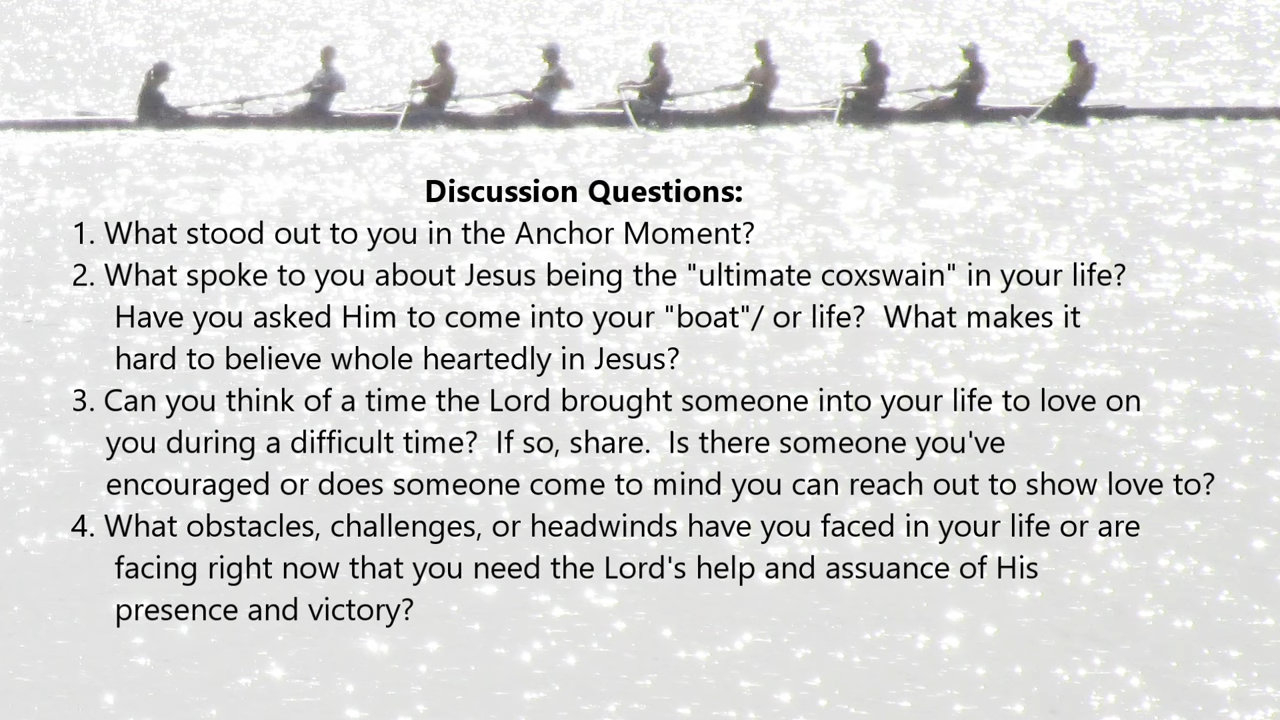 Discussion Questions:
1. What stood out to you in the Anchor Moment?
2. What spoke to you about Jesus being the "ultimate coxswain" in your life?
Have you asked Him to come into your "boat"/ or life?  What makes it
hard to believe whole heartedly in Jesus?
3. Can you think of a time the Lord brought someone into your life to love on
you during a difficult time?  If so, share.  Is there someone you've
encouraged or does someone come to mind you can reach out to show love to?
4. What obstacles, challenges, or headwinds have you faced in your life or are
facing right now that you need the Lord's help and assuance of His
presence and victory?